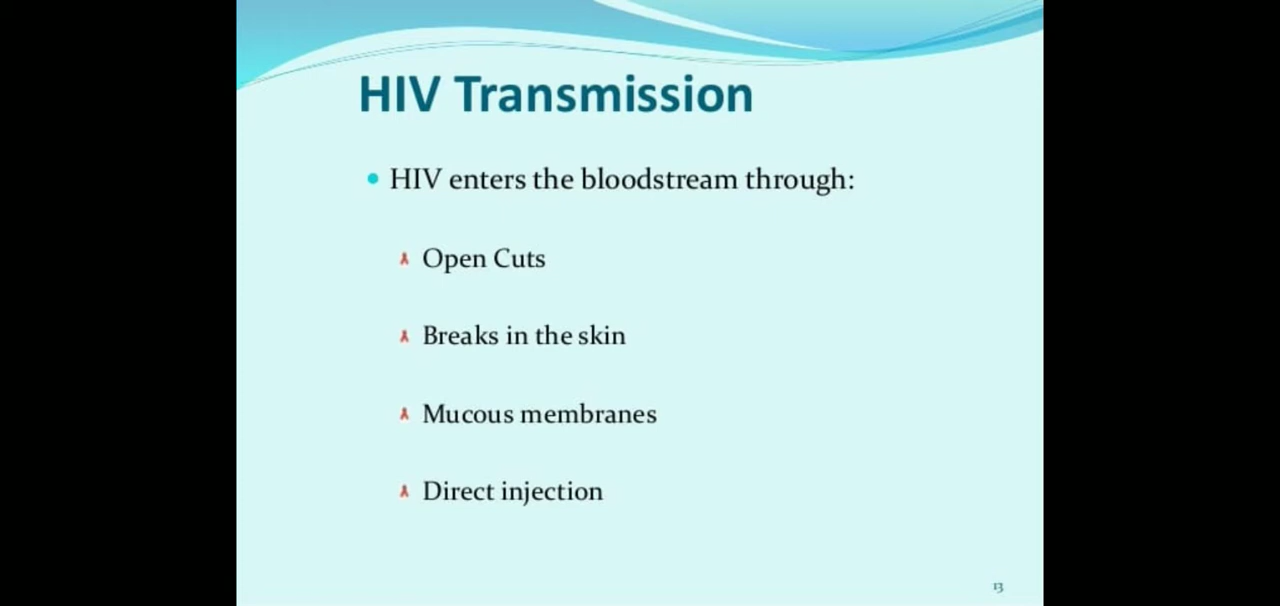 HIV Transmission
HIV enters the bloodstream through:
Open Cuts
Breaks in the skin
Mucous membranes
Direct injection
13